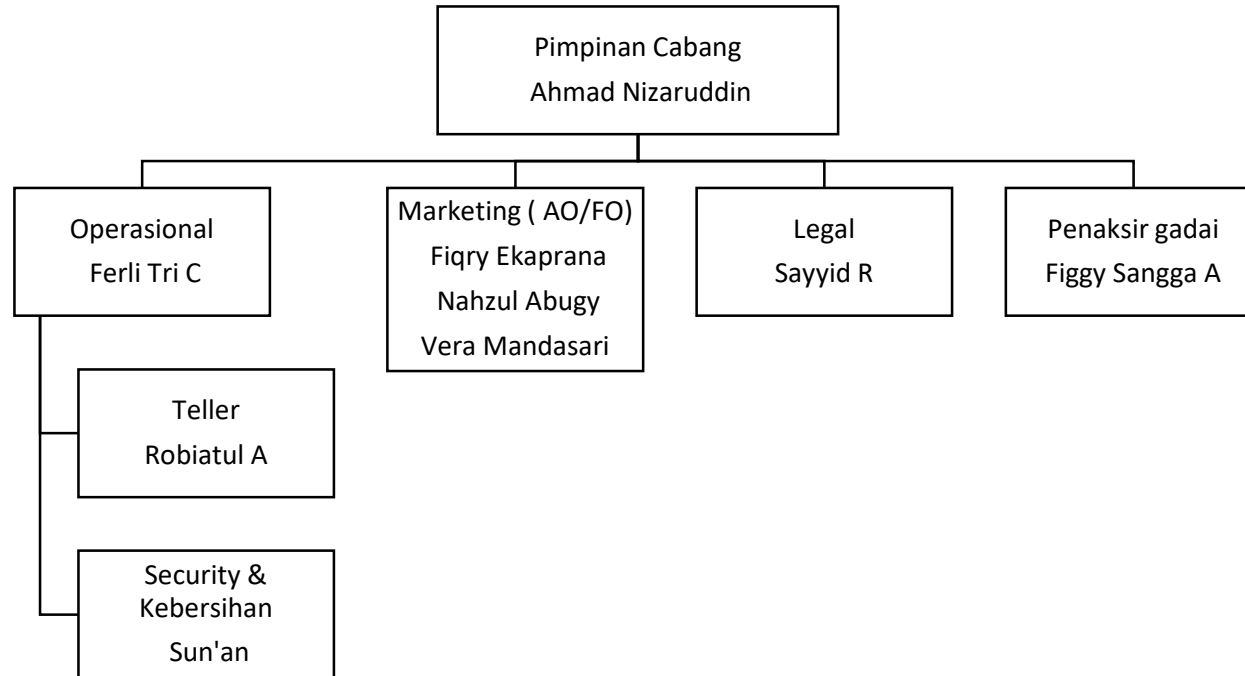 Pimpinan Cabang
Ahmad Nizaruddin
Operasional
Ferli Tri C
Marketing ( AO/FO)
Fiqry Ekaprana
Nahzul Abugy
Vera Mandasari
Legal
Sayyid R
Penaksir gadai
Figgy Sangga A
Teller
Robiatul A
Security &
Kebersihan
Sun'an